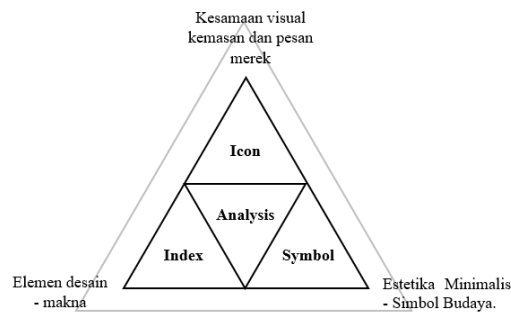 Kesamaan visual
kemasan dan pesan
merek
Icon
Analysis
Index
Symbol
Elemen desain
- makna
Estetika Minimalis
- Simbol Budaya.